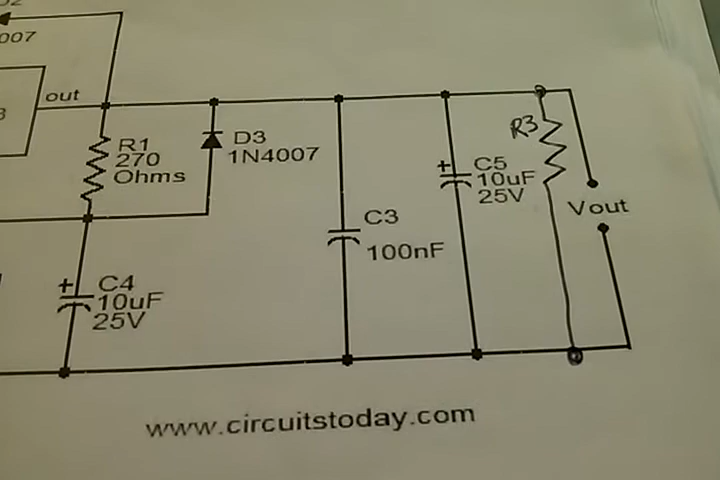 007
out
R1
270
Ohms
D3
1N4007
C3
100nF
+
C5
10uF
25V
R3
Vout
+
C4
10uF
25V
www.circuitstoday.com